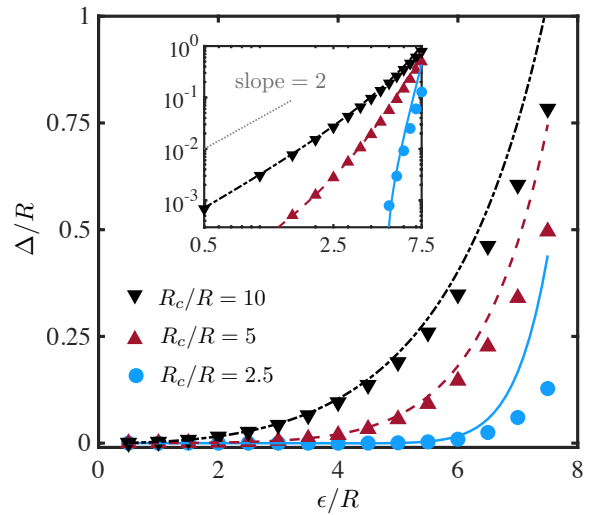 10^0
10^{-1}
10^{-2}
10^{-3}
slope = 2
0.5 2.5 7.5
1
0.75
0.5
0.25
0
Δ/R
R_c/R = 10
R_c/R = 5
R_c/R = 2.5
0 2 4 6 8
ϵ/R